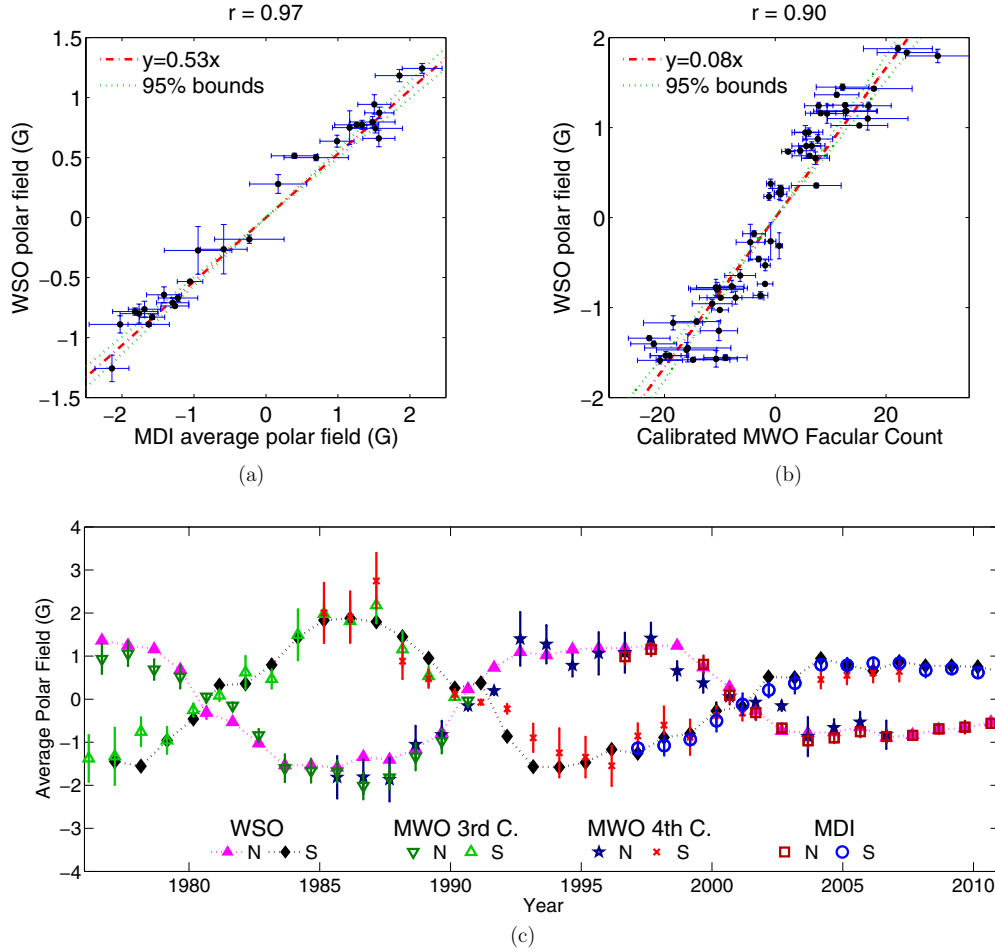 r = 0.97
y=0.53x
95% bounds
1.5
1
0.5
0
−0.5
−1
−1.5
WSO polar field (G)
−2 −1 0 1 2
MDI average polar field (G)
(a)
r = 0.90
y=0.08x
95% bounds
2
1
0
−1
−2
WSO polar field (G)
−20 0 20
Calibrated MWO Facular Count
(b)
4
3
2
1
0
−1
−2
−3
−4
Average Polar Field (G)
WSO MWO 3rd C. MWO 4th C. MDI
N S N S N S N S
1980 1985 1990 1995 2000 2005 2010
Year
(c)